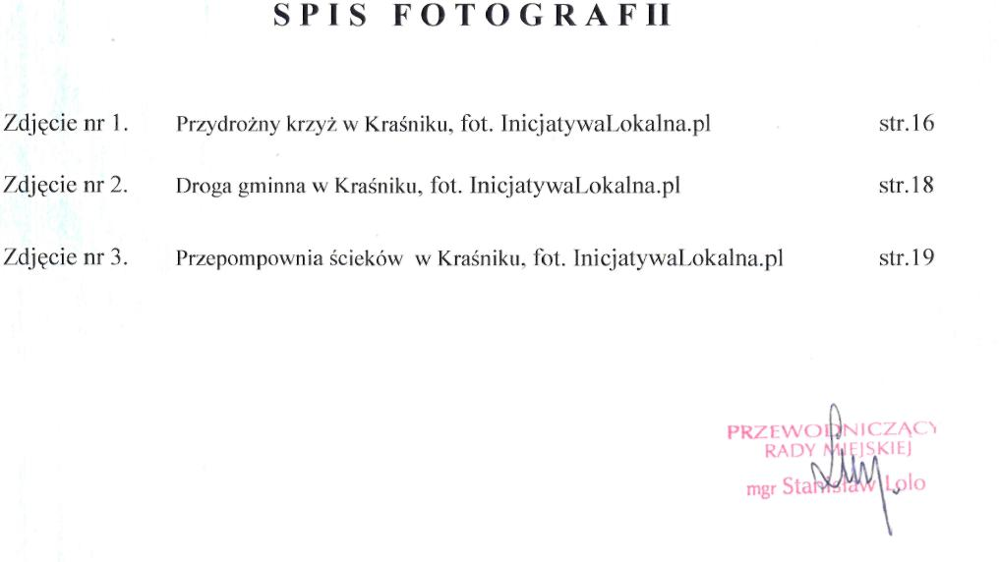 SPIS FOTOGRAFII
Zdjęcie nr 1. Przydrożny krzyż w Kraśniku, fot. InicjatywaLokalna.pl str.16
Zdjęcie nr 2. Droga gminna w Kraśniku, fot. InicjatywaLokalna.pl str.18
Zdjęcie nr 3. Przepompownia ścieków w Kraśniku, fot. InicjatywaLokalna.pl str.19
PRZEWODNICZĄCY
RADY MIEJSKIEJ
mgr Stanisław Lolo